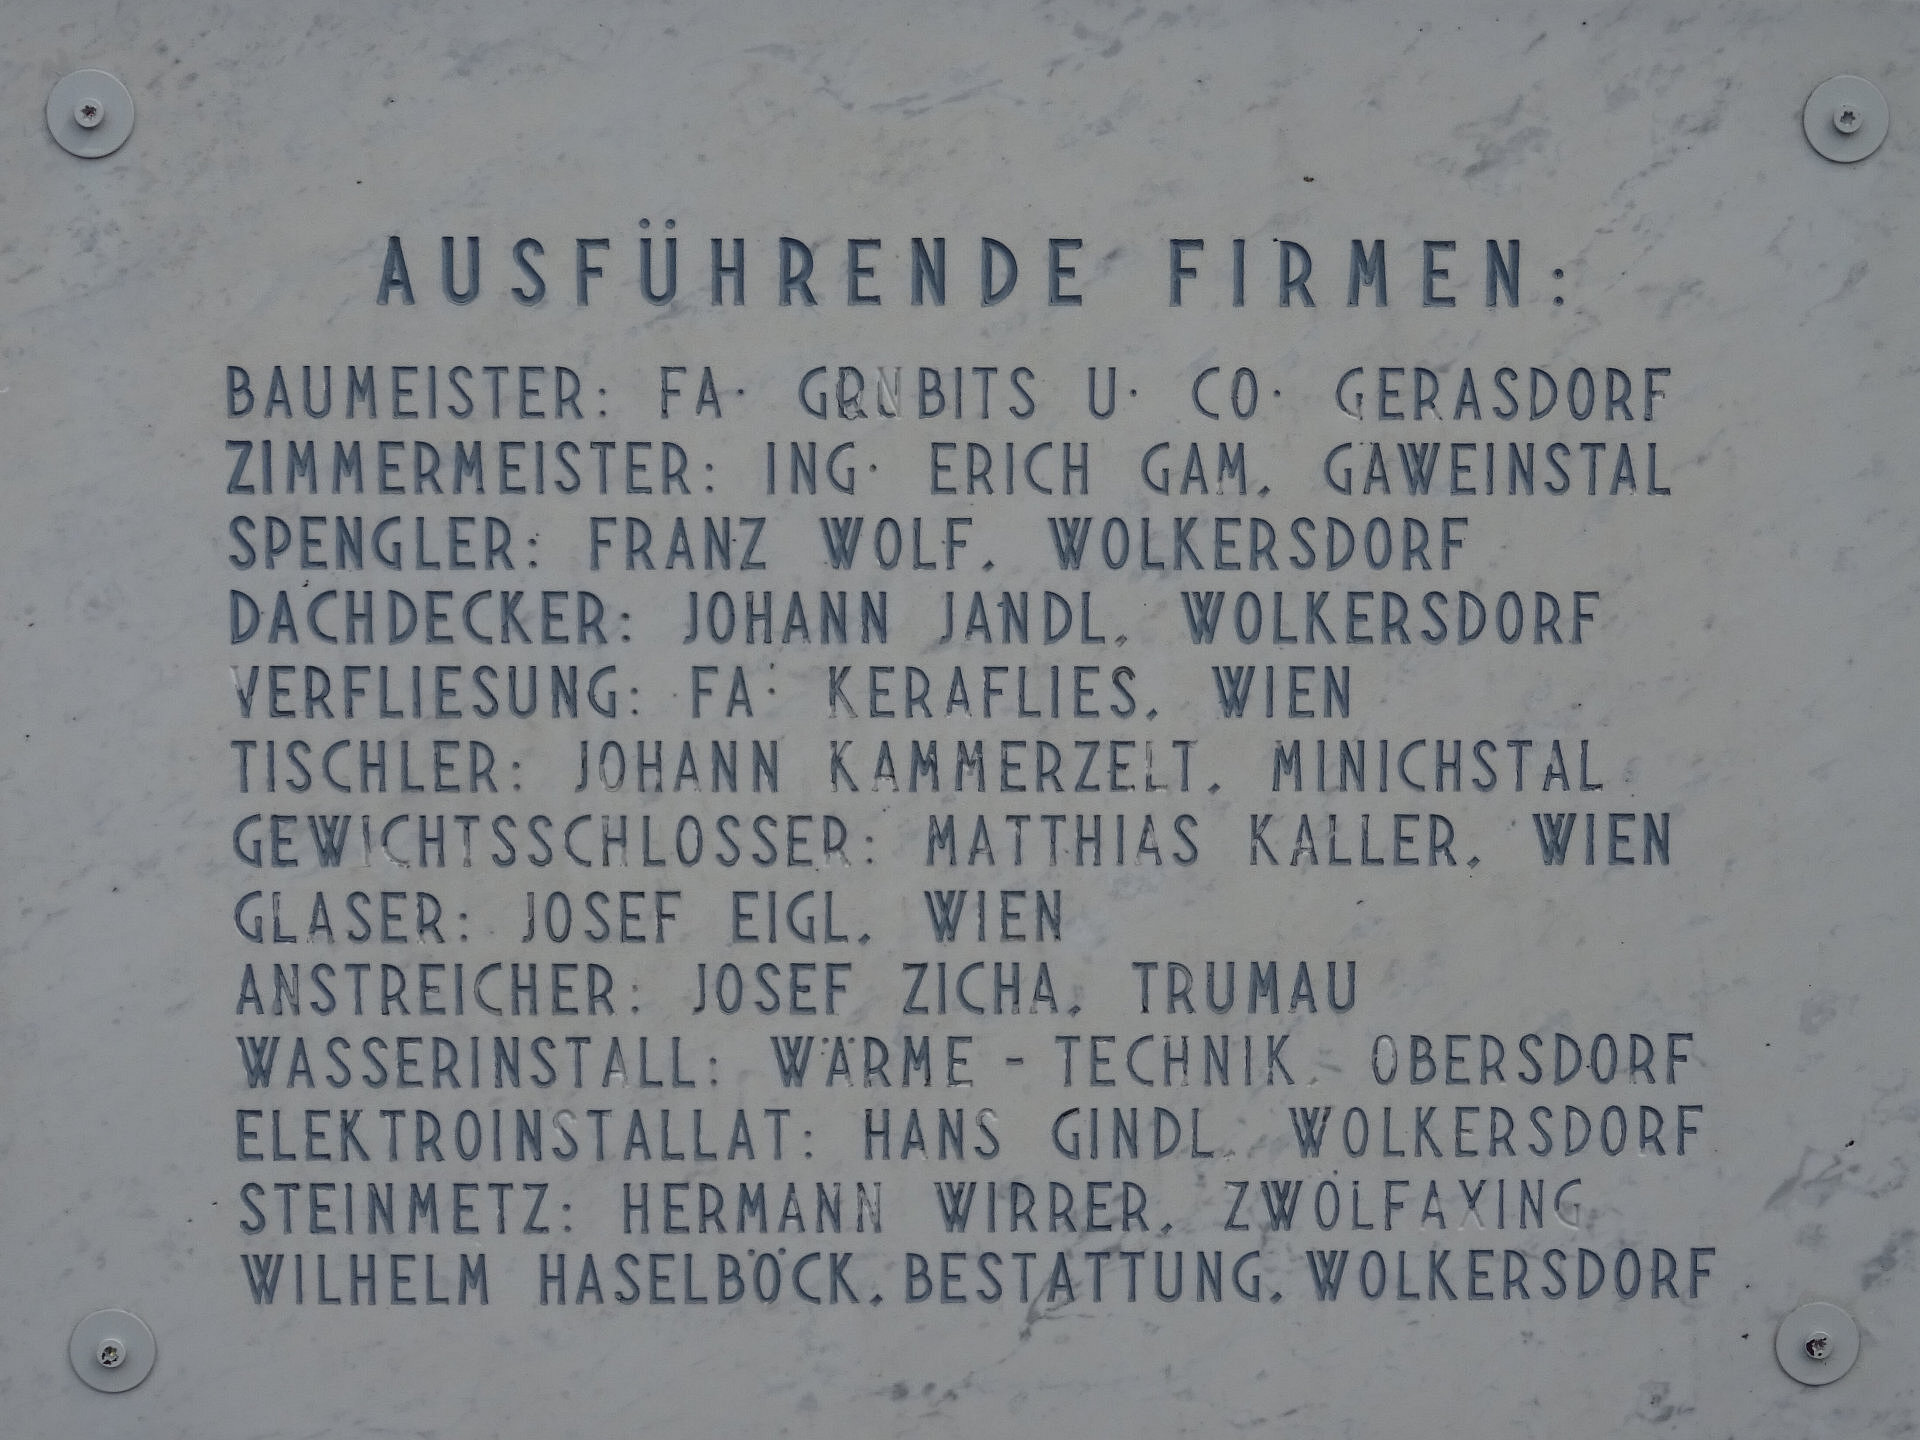 AUSFÜHRENDE FIRMEN:
BAUMEISTER: FA· GRUBITS U· CO· GERASDORF
ZIMMERMEISTER: ING· ERICH GAM, GAWEINSTAL
SPENGLER: FRANZ WOLF, WOLKERSDORF
DACHDECKER: JOHANN JANDL, WOLKERSDORF
VERFLIESUNG: FA· KERAFLIES, WIEN
TISCHLER: JOHANN KAMMERZELT, MINICHSTAL
GEWICHTSSCHLOSSER: MATTHIAS KALLER, WIEN
GLASER: JOSEF EIGL, WIEN
ANSTREICHER: JOSEF ZICHA, TRUMAU
WASSERINSTALL: WÄRME - TECHNIK, OBERSDORF
ELEKTROINSTALLAT: HANS GINDL, WOLKERSDORF
STEINMETZ: HERMANN WIRRER, ZWÖLFAXING
WILHELM HASELBÖCK, BESTATTUNG, WOLKERSDORF